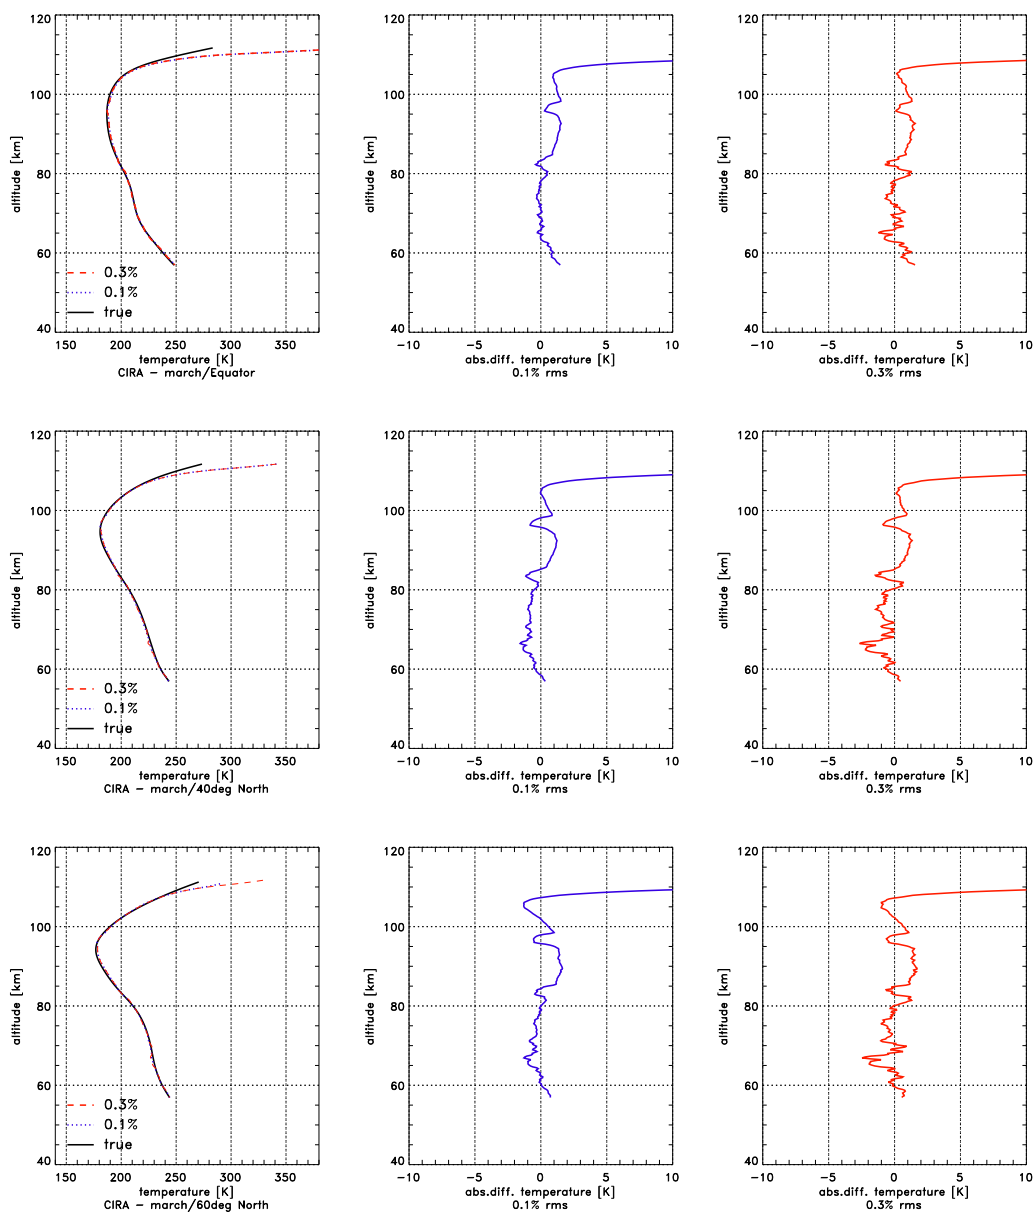 120
100
80
60
40
altitude [km]
0.3%
0.1%
true
150 200 250 300 350
temperature [K]
CIRA – march/Equator
120
100
80
60
40
altitude [km]
−10 −5 0 5 10
abs.diff. temperature [K]
0.1% rms
120
100
80
60
40
altitude [km]
−10 −5 0 5 10
abs.diff. temperature [K]
0.3% rms
120
100
80
60
40
altitude [km]
0.3%
0.1%
true
150 200 250 300 350
temperature [K]
CIRA – march/40deg North
120
100
80
60
40
altitude [km]
−10 −5 0 5 10
abs.diff. temperature [K]
0.1% rms
120
100
80
60
40
altitude [km]
−10 −5 0 5 10
abs.diff. temperature [K]
0.3% rms
120
100
80
60
40
altitude [km]
0.3%
0.1%
true
150 200 250 300 350
temperature [K]
CIRA – march/60deg North
120
100
80
60
40
altitude [km]
−10 −5 0 5 10
abs.diff. temperature [K]
0.1% rms
120
100
80
60
40
altitude [km]
−10 −5 0 5 10
abs.diff. temperature [K]
0.3% rms